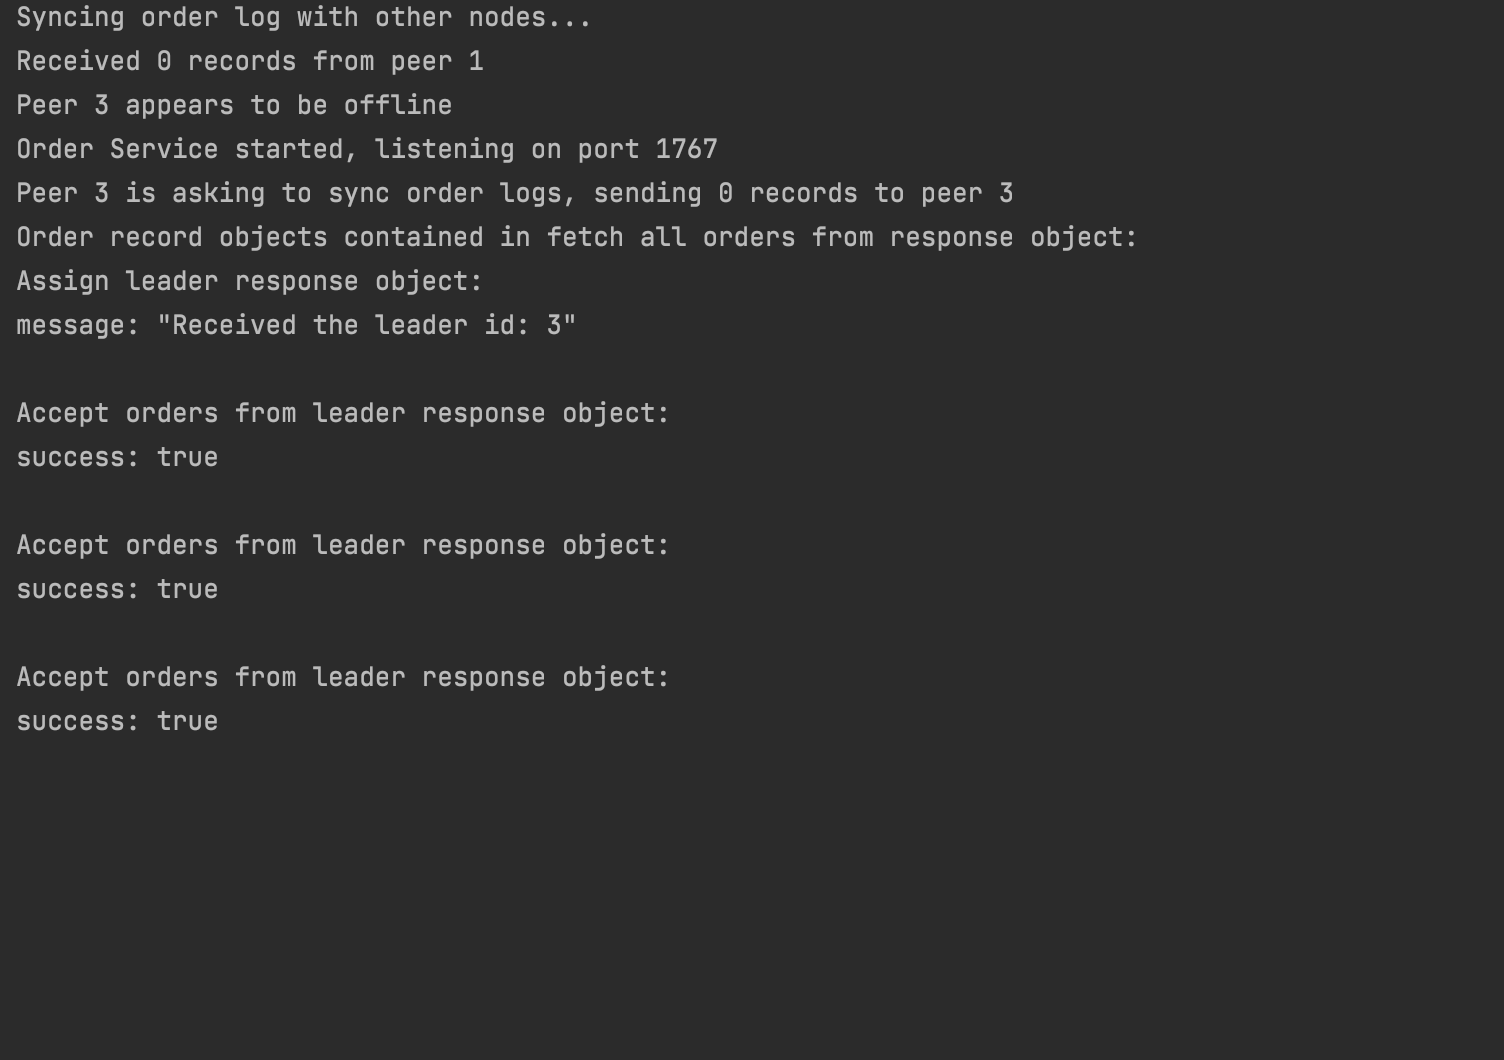 Syncing order log with other nodes...
Received 0 records from peer 1
Peer 3 appears to be offline
Order Service started, listening on port 1767
Peer 3 is asking to sync order logs, sending 0 records to peer 3
Order record objects contained in fetch all orders from response object:
Assign leader response object:
message: "Received the leader id: 3"
Accept orders from leader response object:
success: true
Accept orders from leader response object:
success: true
Accept orders from leader response object:
success: true